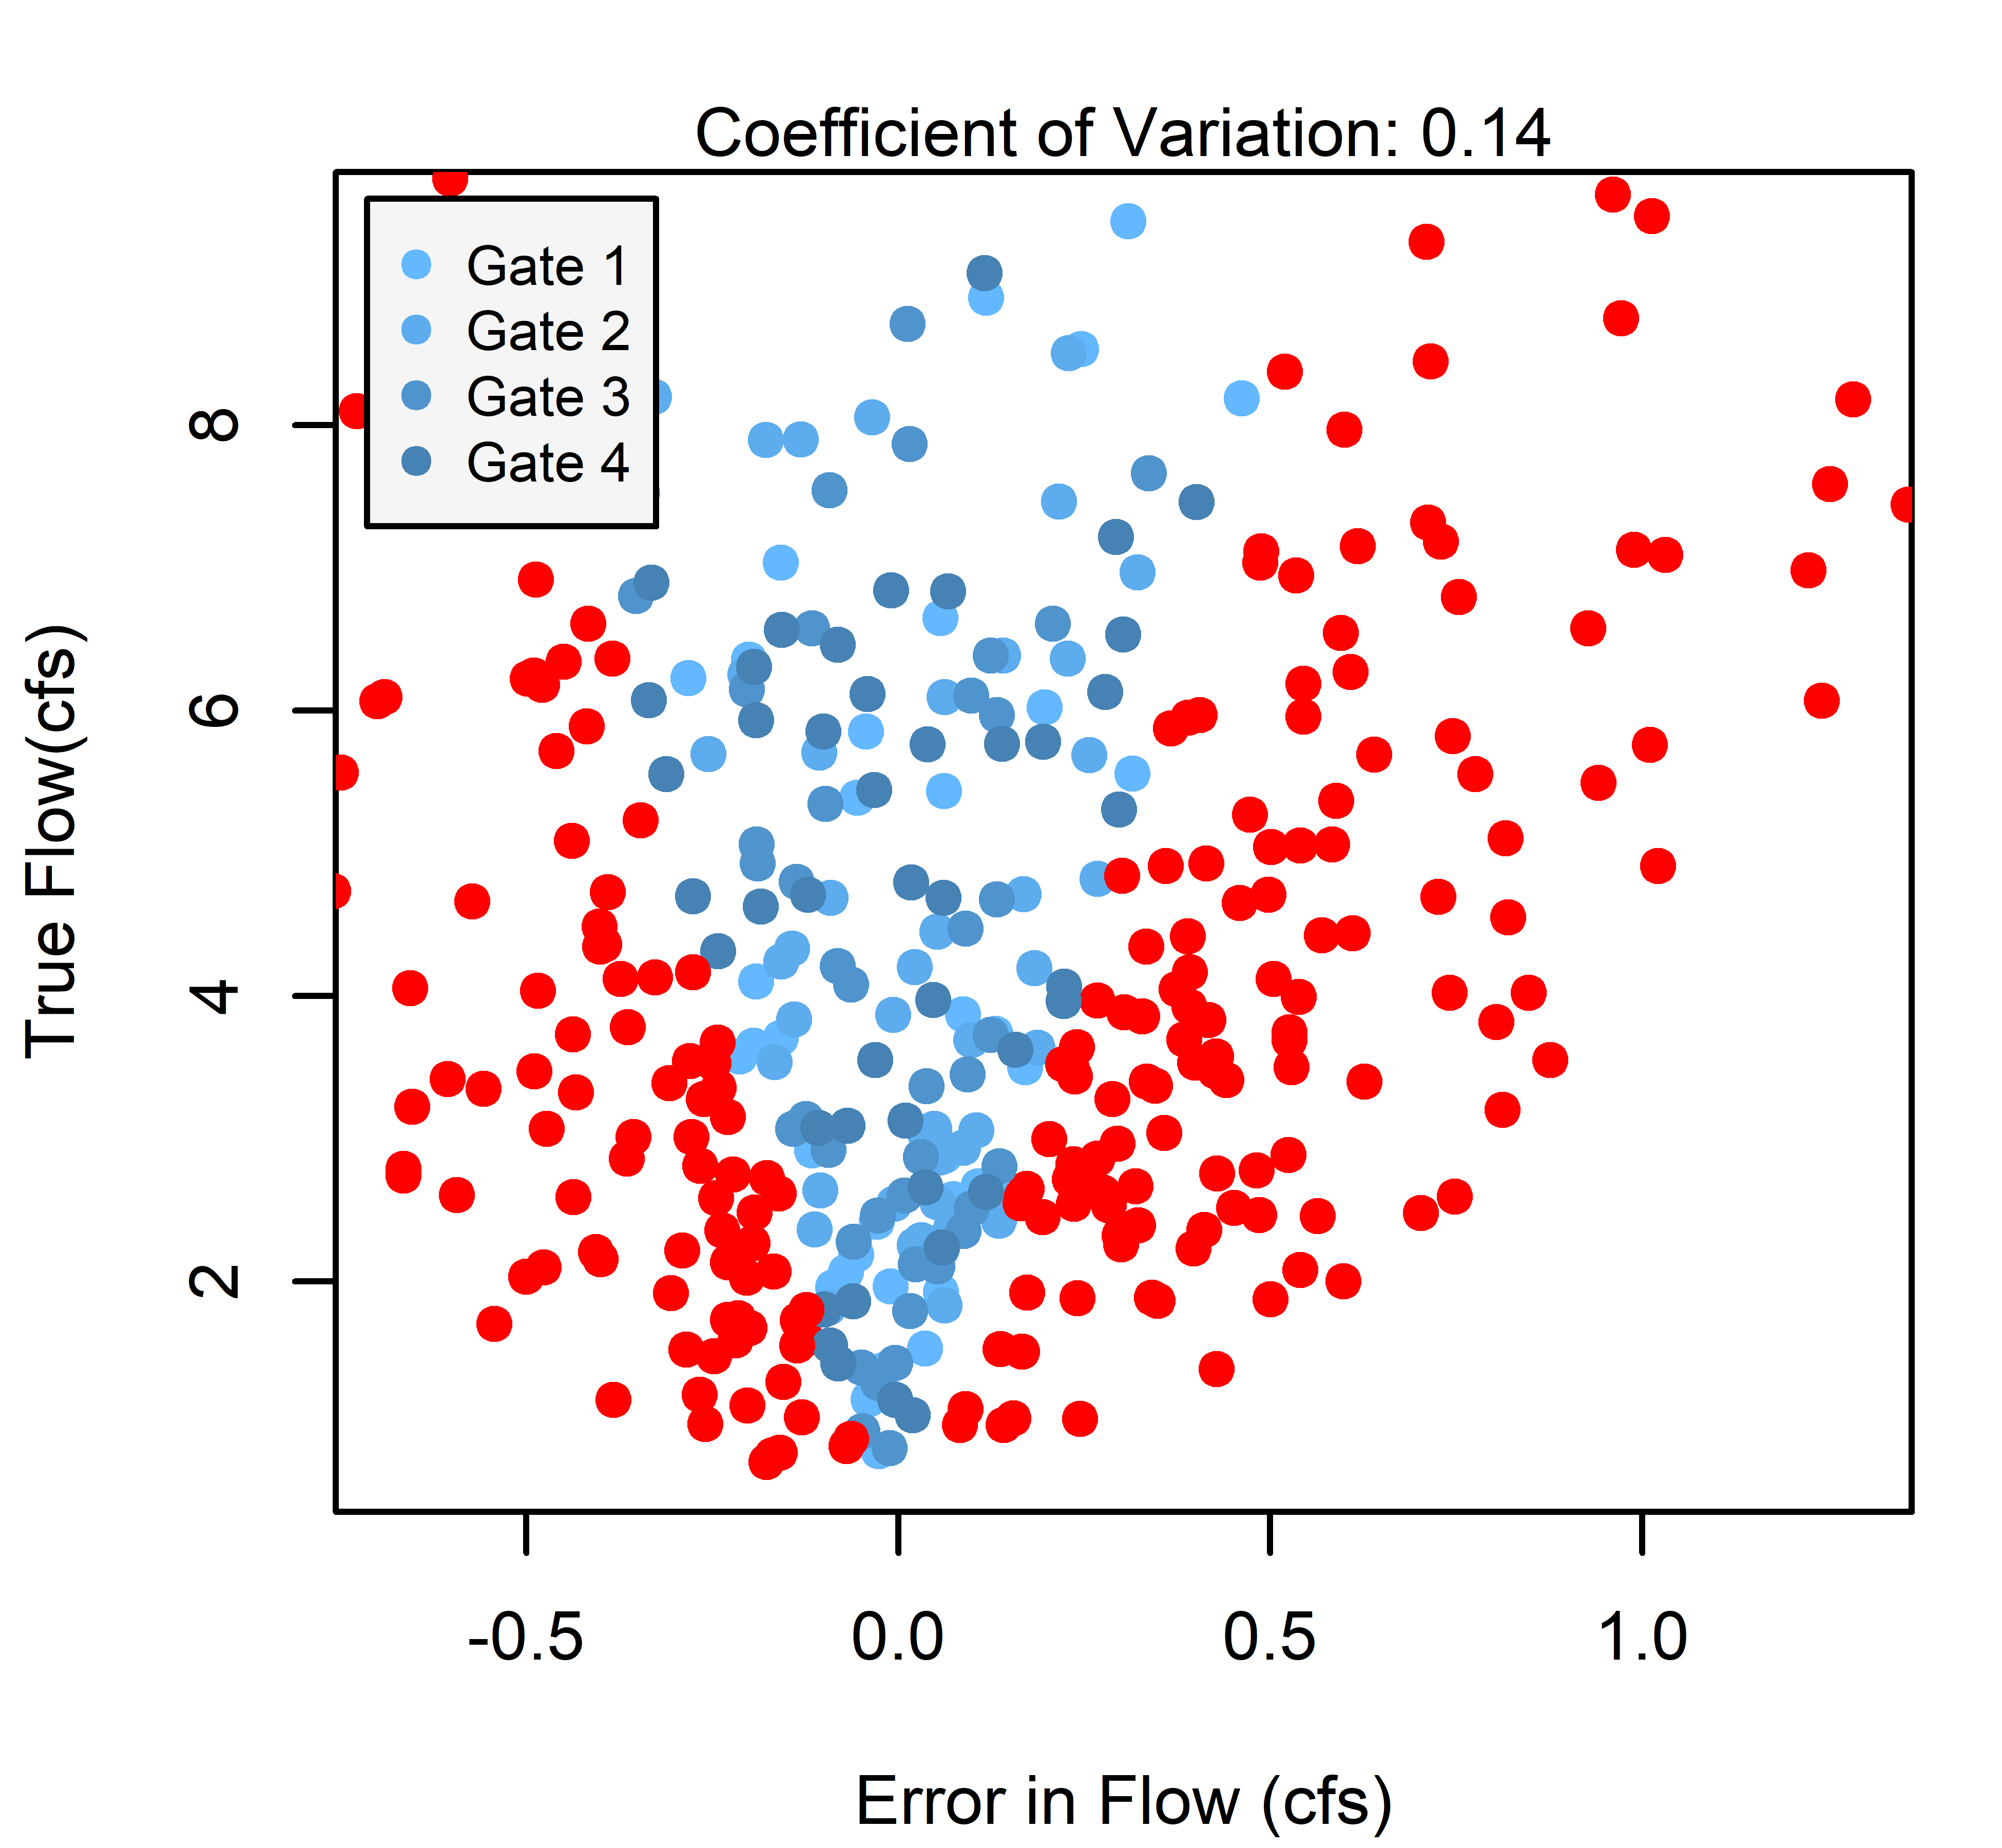 Coefficient of Variation: 0.14
Gate 1
Gate 2
Gate 3
Gate 4
True Flow(cfs)
8
6
4
2
-0.5 0.0 0.5 1.0
Error in Flow (cfs)